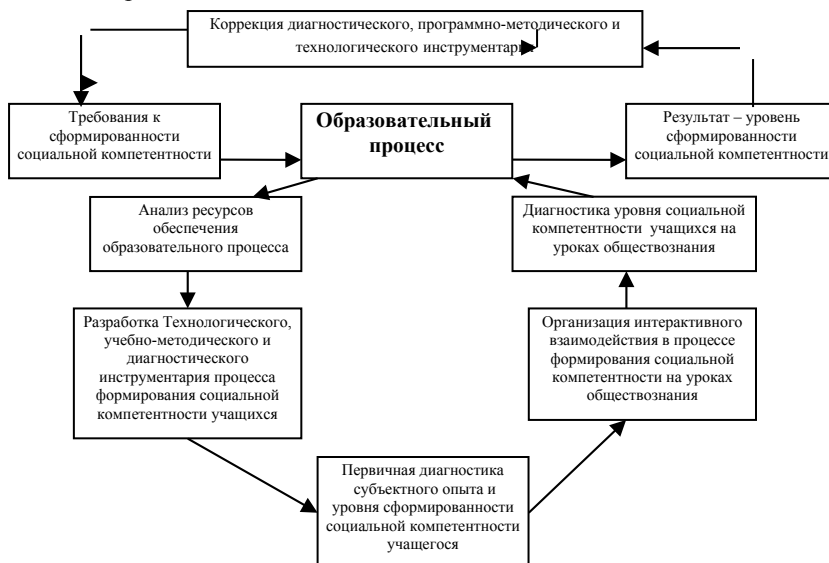 Коррекция диагностического, программно-методического и
технологического инструментария
Требования к
сформированности
социальной компетентности
Образовательный
процесс
Результат – уровень
сформированности
социальной компетентности
Анализ ресурсов
обеспечения
образовательного процесса
Диагностика уровня социальной
компетентности учащихся на
уроках обществознания
Разработка Технологического,
учебно-методического и
диагностического
инструментария процесса
формирования социальной
компетентности учащихся
Организация интерактивного
взаимодействия в процессе
формирования социальной
компетентности на уроках
обществознания
Первичная диагностика
субъектного опыта и
уровня сформированности
социальной компетентности
учащегося